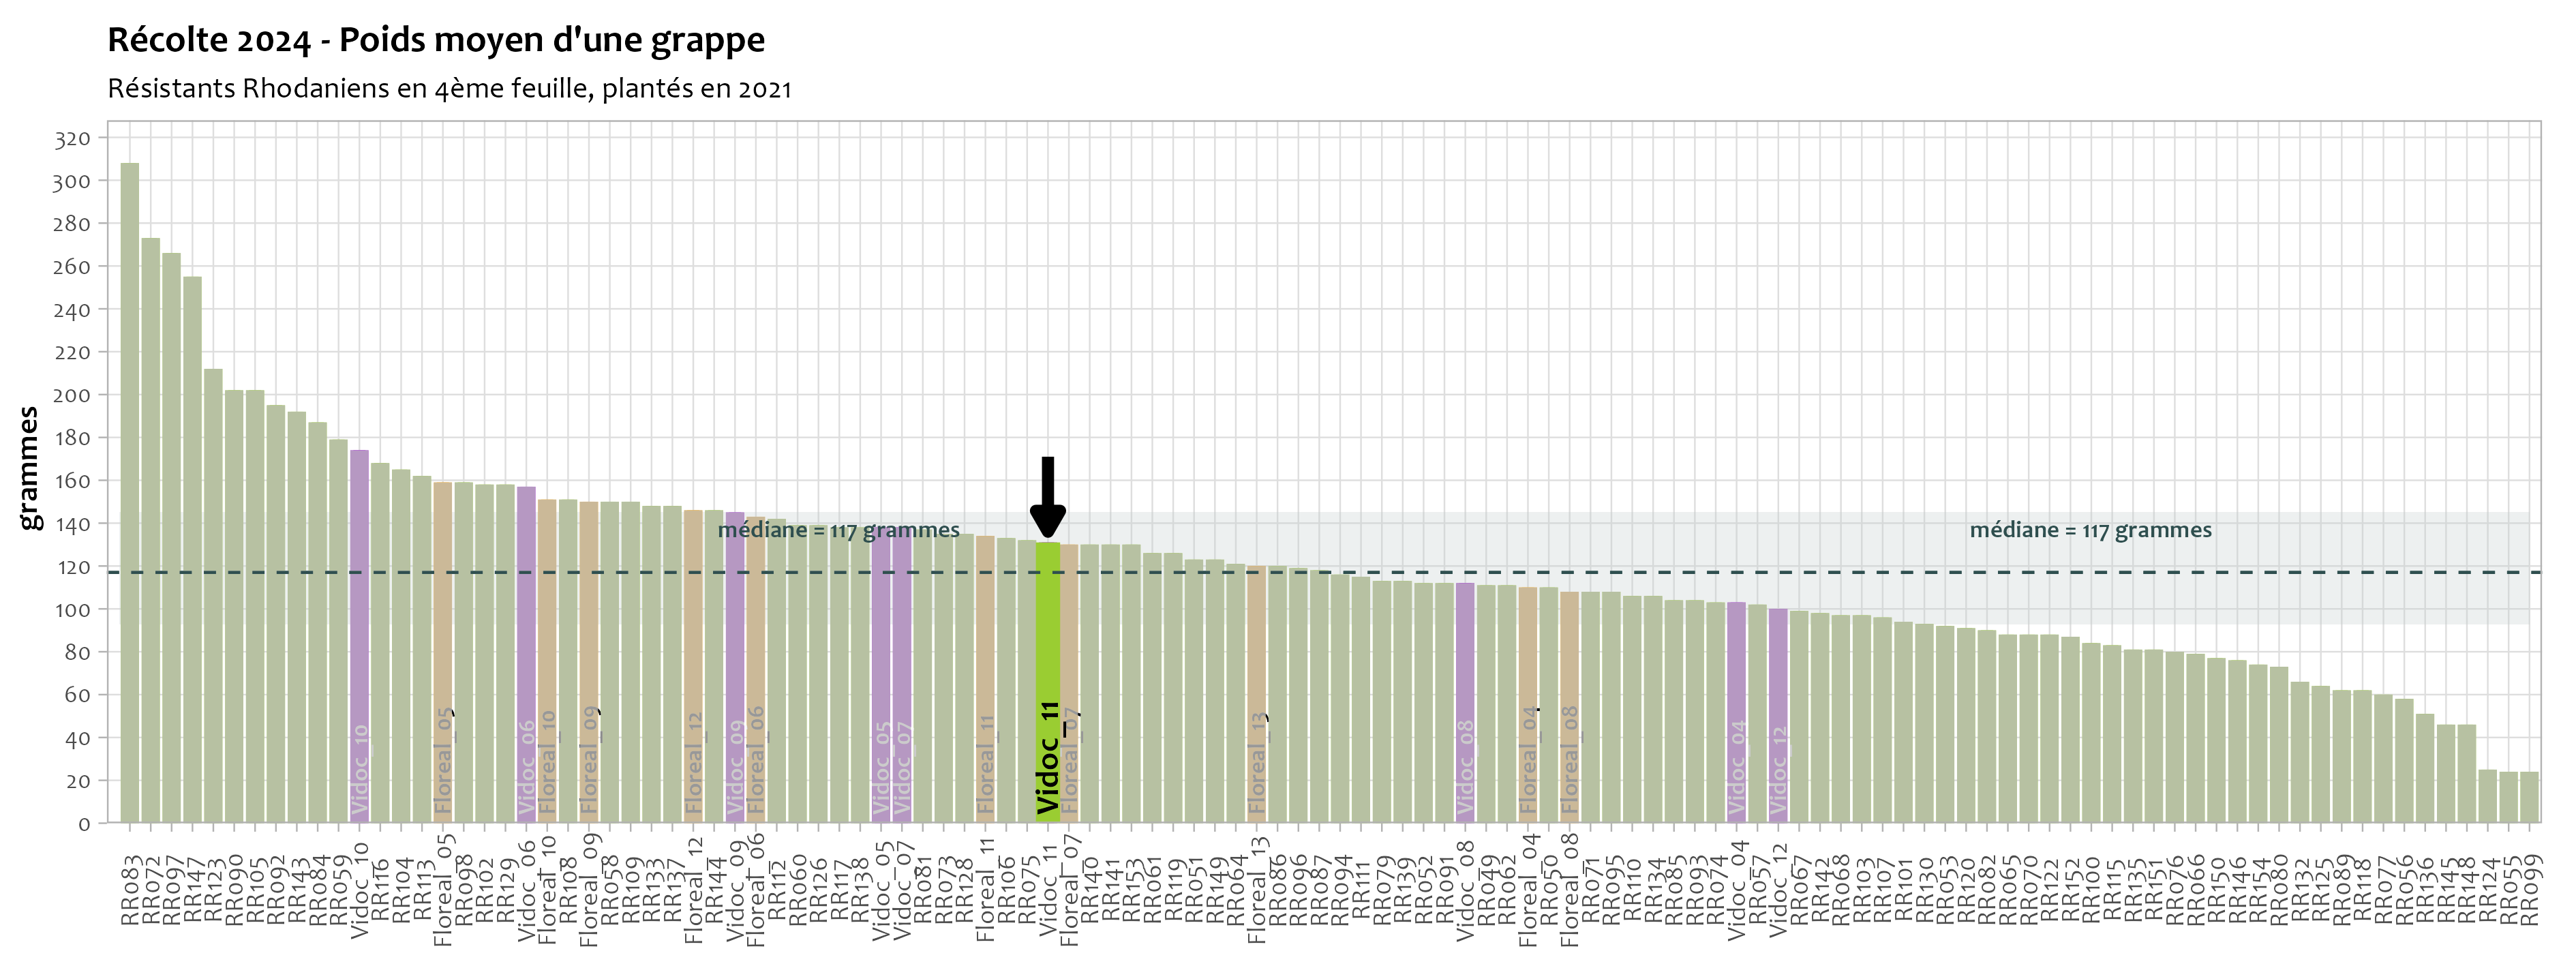 Récolte 2024 - Poids moyen d'une grappe
Résistants Rhodaniens en 4ème feuille, plantés en 2021
grammes
320
300
280
260
240
220
200
180
160
140
120
100
80
60
40
20
0
médiane = 117 grammes
médiane = 117 grammes
Vidoc_10
Floreal_05
Vidoc_06
Floreal_10
Floreal_09
Floreal_12
Vidoc_09
Floreal_06
Vidoc_05
Vidoc_07
Floreal_11
Vidoc_11
Floreal_07
Floreal_13
Vidoc_08
Floreal_04
Floreal_08
Vidoc_04
Vidoc_12
RR083
RR072
RR097
RR147
RR123
RR090
RR105
RR092
RR143
RR084
RR059
Vidoc_10
RR116
RR104
RR113
Floreal_05
RR098
RR102
RR129
Vidoc_06
Floreal_10
RR108
Floreal_09
RR058
RR109
RR133
RR137
Floreal_12
RR144
Vidoc_09
Floreal_06
RR112
RR060
RR126
RR117
RR138
Vidoc_05
Vidoc_07
RR081
RR073
RR128
Floreal_11
RR106
RR075
Vidoc_11
Floreal_07
RR140
RR141
RR153
RR061
RR119
RR051
RR149
RR064
Floreal_13
RR086
RR096
RR087
RR094
RR111
RR079
RR139
RR052
RR091
Vidoc_08
RR049
RR062
Floreal_04
RR050
Floreal_08
RR071
RR095
RR110
RR134
RR085
RR093
RR074
Vidoc_04
RR057
Vidoc_12
RR067
RR142
RR068
RR103
RR107
RR101
RR130
RR053
RR120
RR082
RR065
RR070
RR122
RR152
RR100
RR115
RR135
RR151
RR076
RR066
RR150
RR146
RR154
RR080
RR132
RR125
RR089
RR118
RR077
RR056
RR136
RR145
RR148
RR124
RR055
RR099